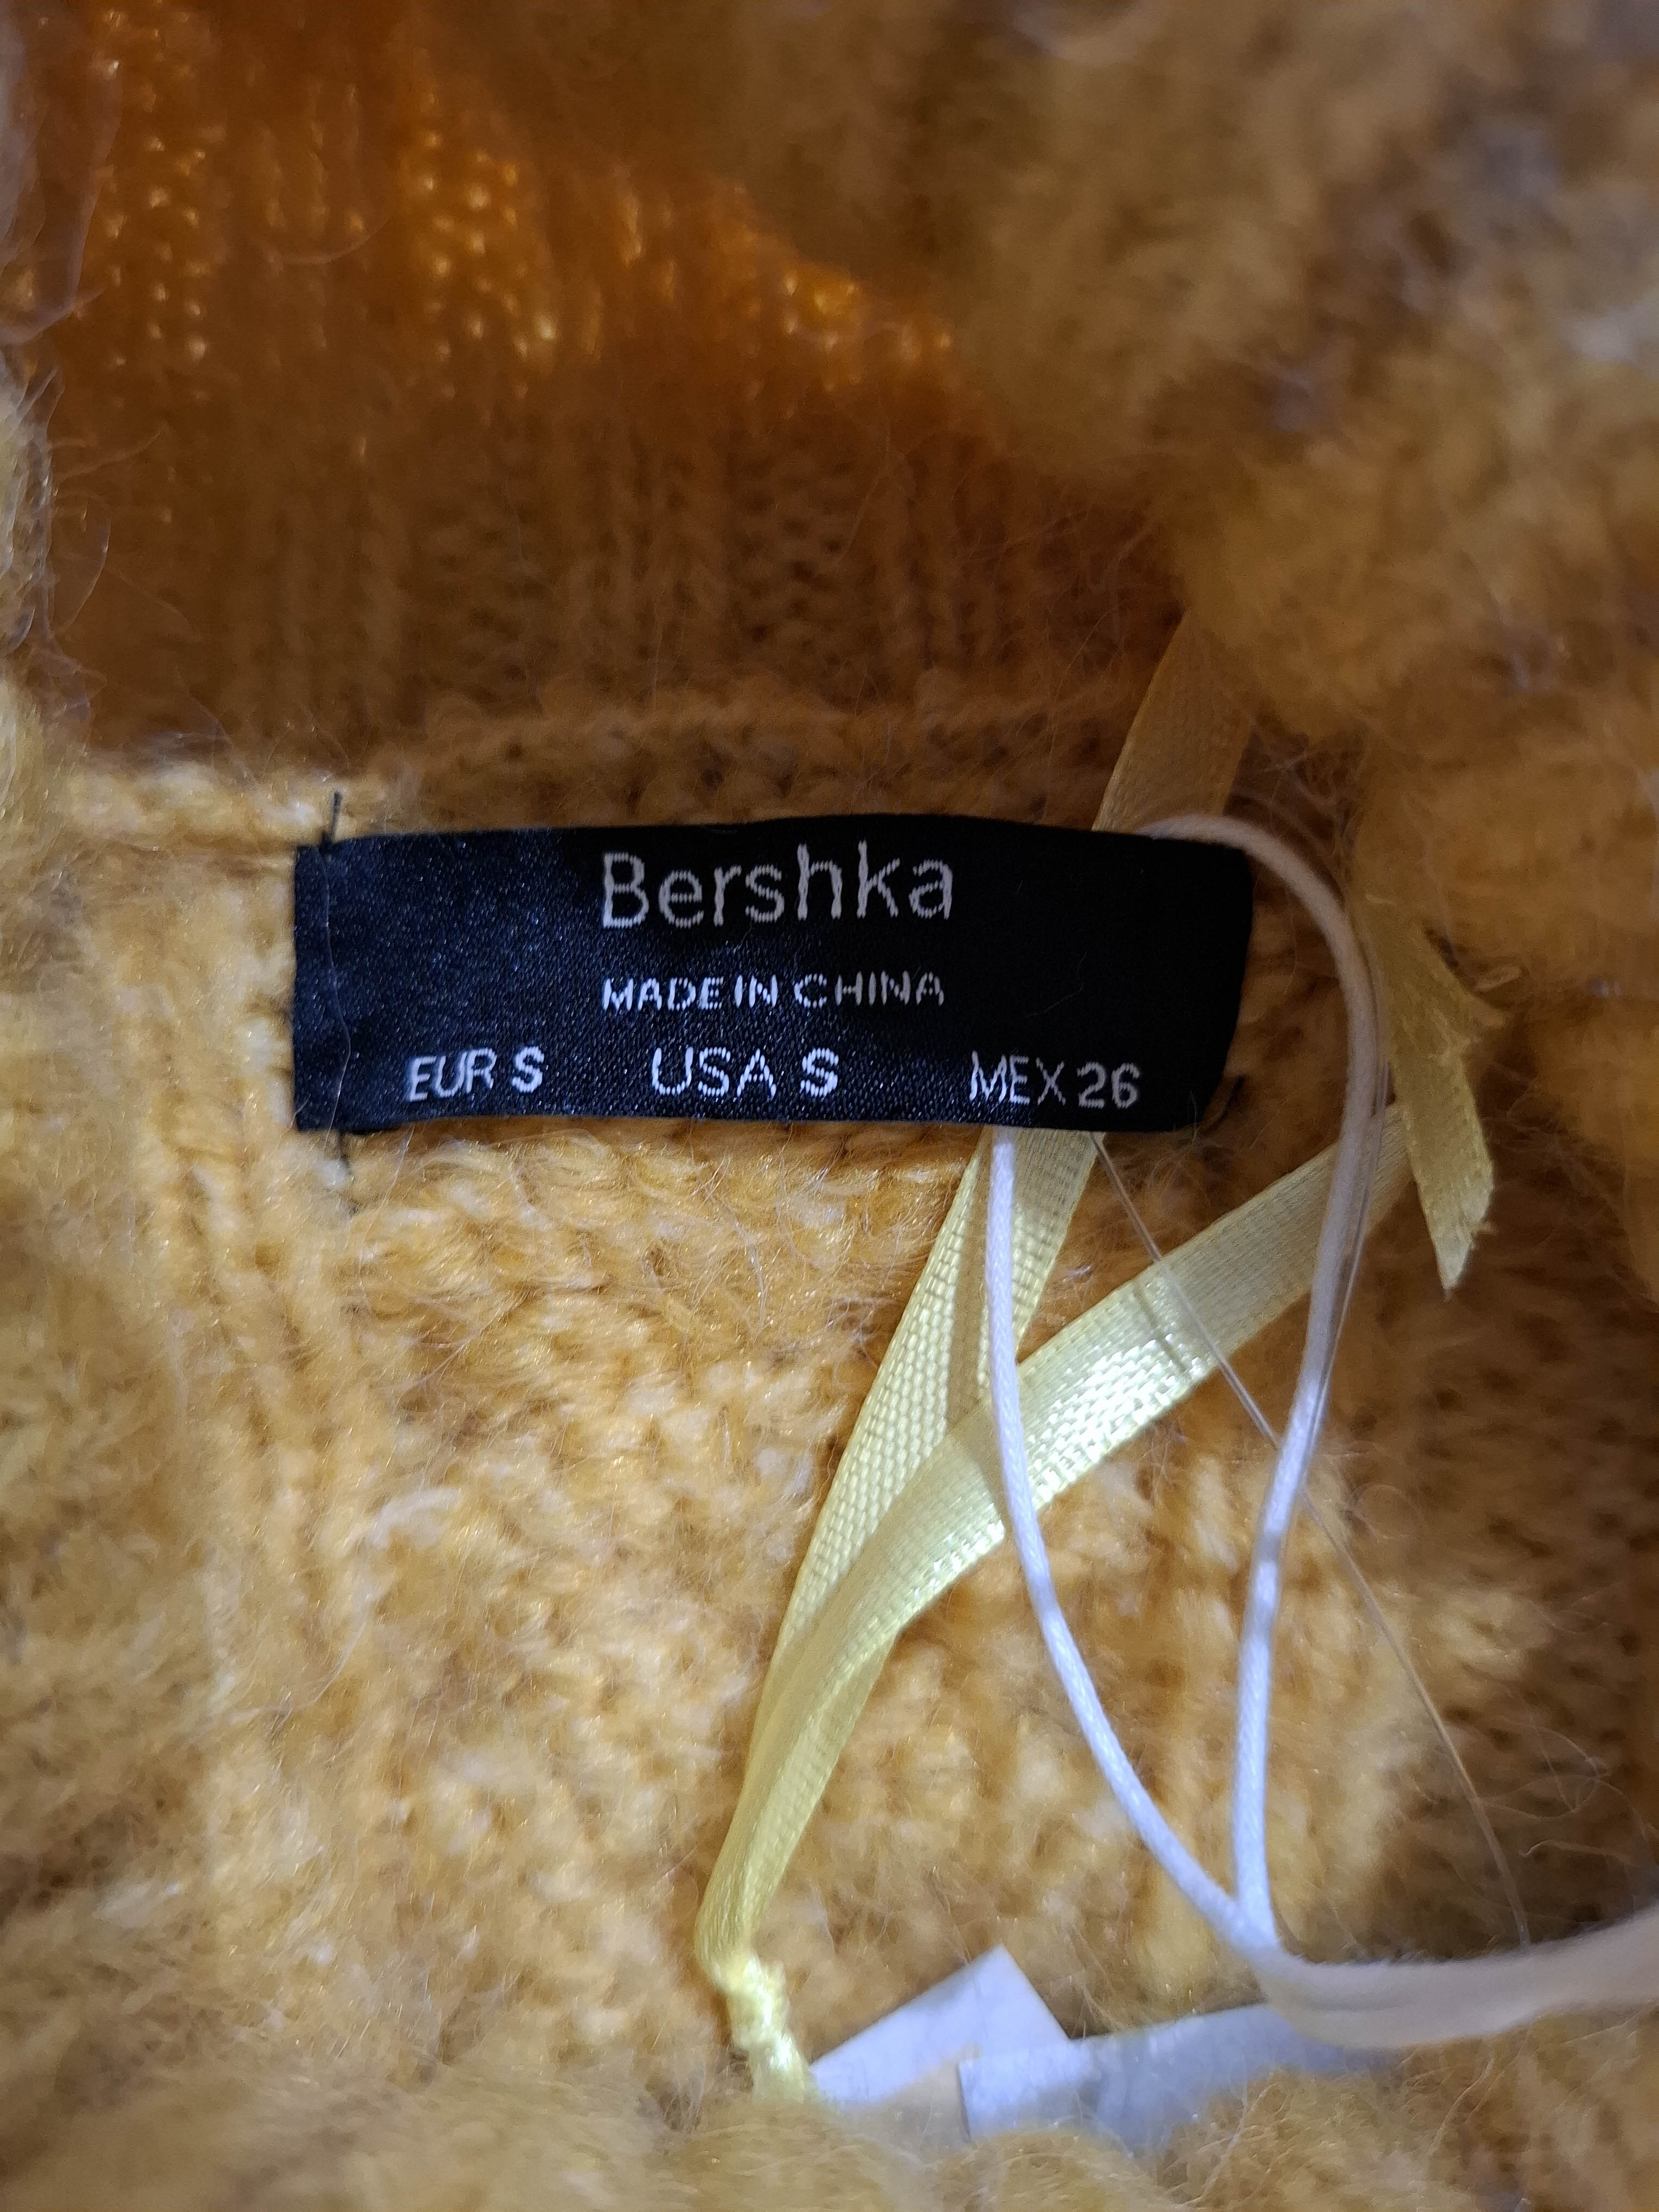 Bershka
MADE IN CHINA
EUR S USA S MEX 26